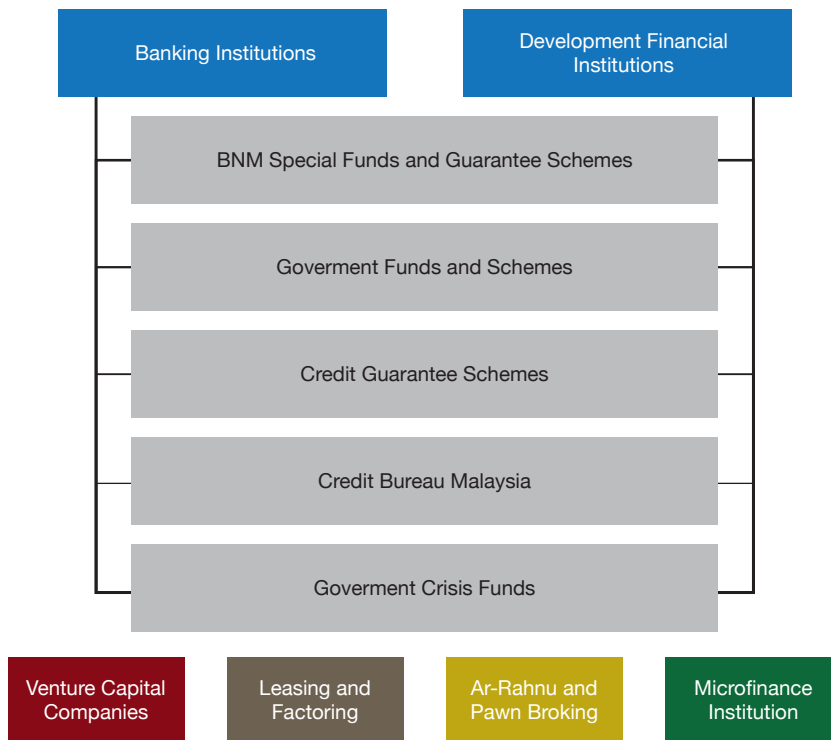 Banking Institutions
Development Financial
Institutions
BNM Special Funds and Guarantee Schemes
Goverment Funds and Schemes
Credit Guarantee Schemes
Credit Bureau Malaysia
Goverment Crisis Funds
Venture Capital
Companies
Leasing and
Factoring
Ar-Rahnu and
Pawn Broking
Microfinance
Institution